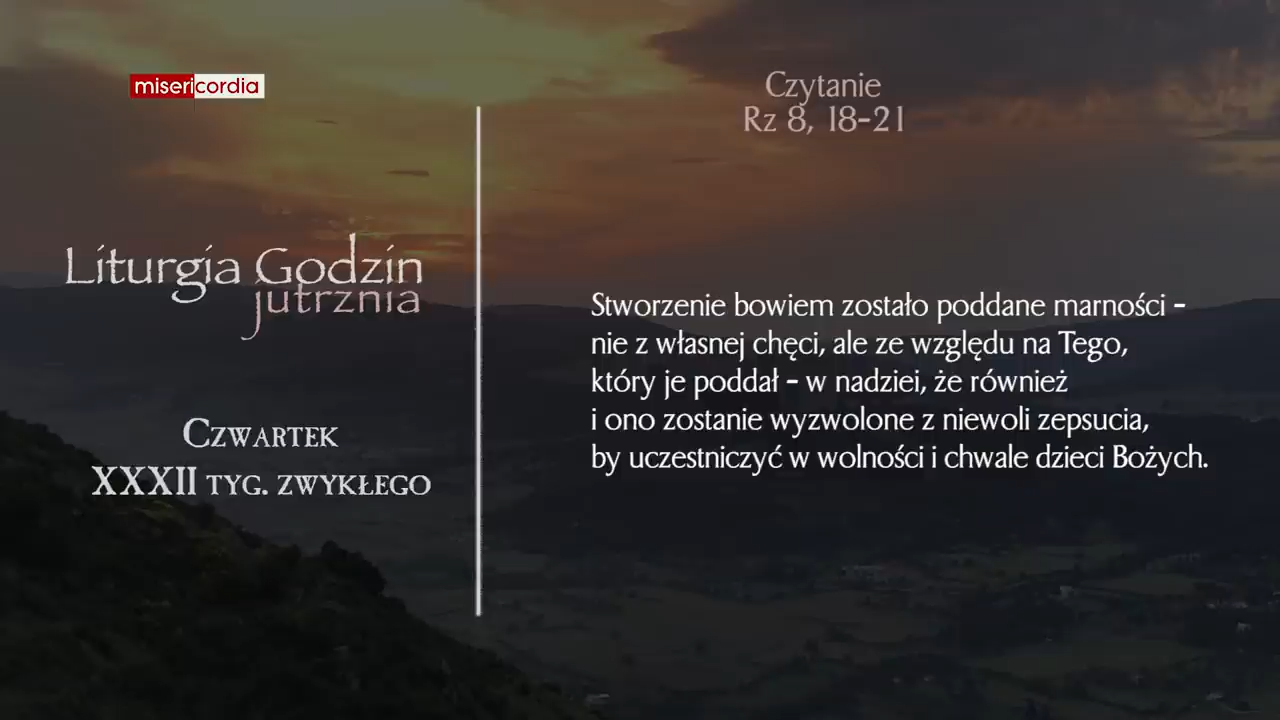 misericordia
Liturgia Godzin
jutrznia
Czwartek
XXXII tyg. zwykłego
Czytanie
Rz 8, 18-21
Stworzenie bowiem zostało poddane marności -
nie z własnej chęci, ale ze względu na Tego,
który je poddał - w nadziei, że również
i ono zostanie wyzwolone z niewoli zepsucia,
by uczestniczyć w wolności i chwale dzieci Bożych.